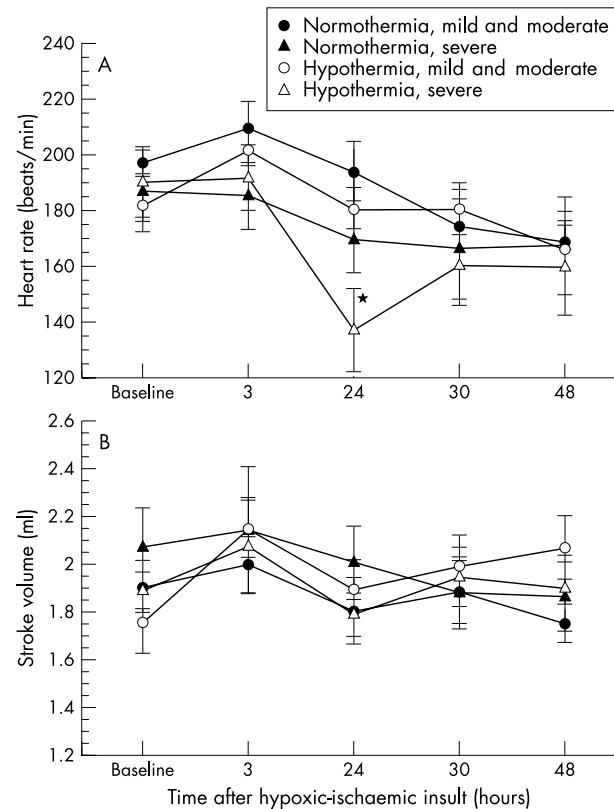 Normothermia, mild and moderate
Normothermia, severe
Hypothermia, mild and moderate
Hypothermia, severe
A
240
220
200
180
160
140
120
Heart rate (beats/min)
★
Baseline 3 24 30 48
B
2.6
2.4
2.2
2
1.8
1.6
1.4
1.2
Stroke volume (ml)
Baseline 3 24 30 48
Time after hypoxic-ischaemic insult (hours)